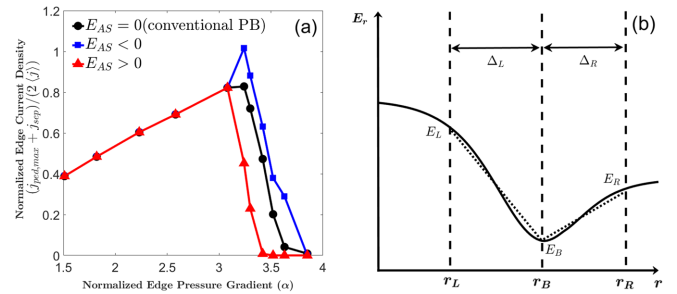 (a)
E_AS = 0(conventional PB)
E_AS < 0
E_AS > 0
Normalized Edge Current Density
(j_ped,max + j_sep)/(2 ⟨j⟩)
1.2
1
0.8
0.6
0.4
0.2
0
1.5 2 2.5 3 3.5 4
Normalized Edge Pressure Gradient (α)
(b)
E_r
Δ_L Δ_R
E_L
E_R
E_B
r_L r_B r_R r